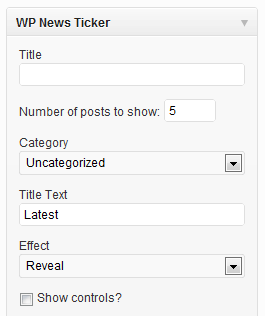 WP News Ticker
Title
Number of posts to show: 5
Category
Uncategorized
Title Text
Latest
Effect
Reveal
Show controls?